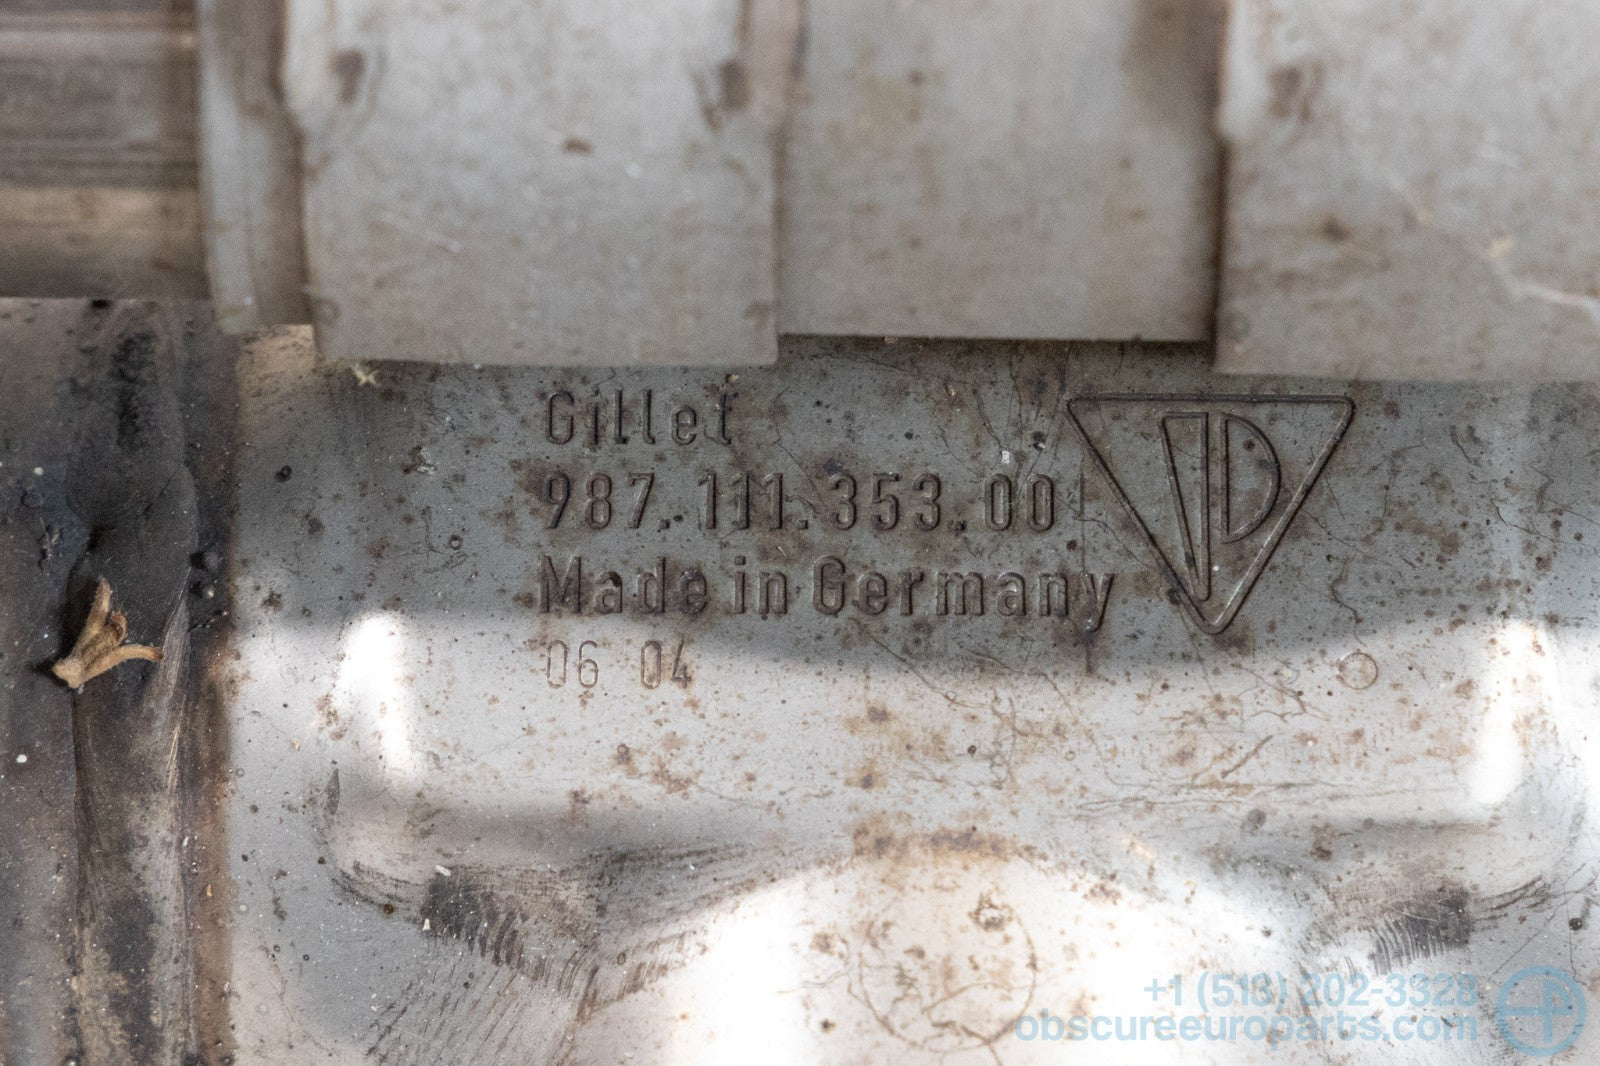 Gillet
987.111.353.00
Made in Germany
06 04
+1 (513) 202-3328
obscureeuroparts.com